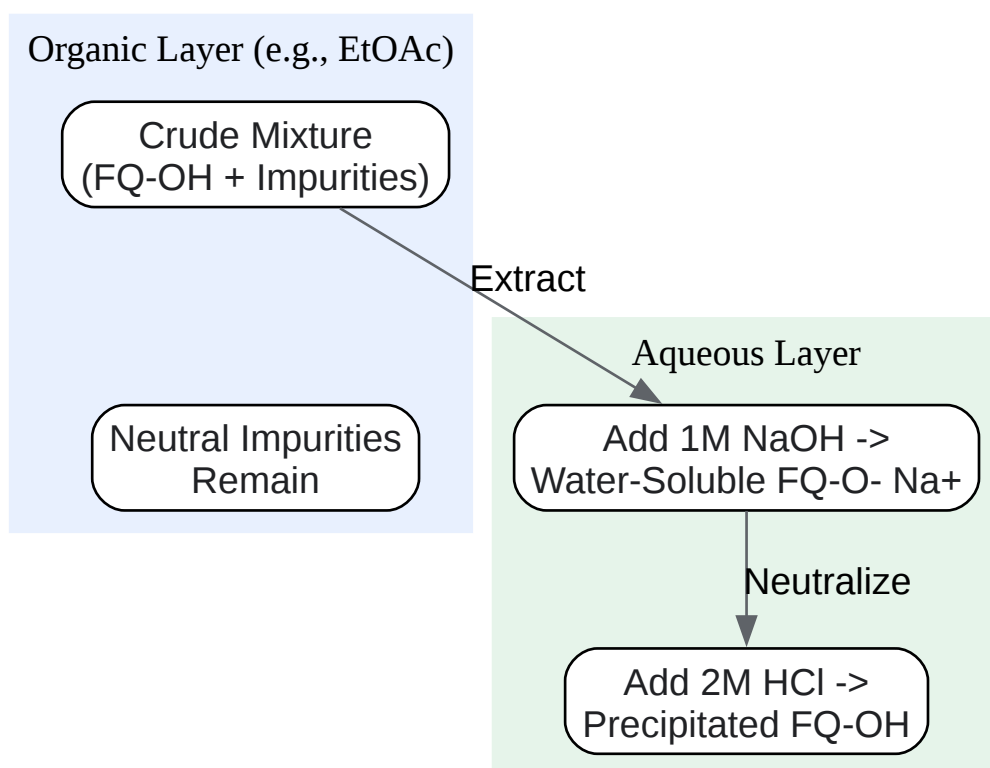 Organic Layer (e.g., EtOAc)
Crude Mixture
(FQ-OH + Impurities)
Extract
Aqueous Layer
Neutral Impurities
Remain
Add 1M NaOH ->
Water-Soluble FQ-O- Na+
Neutralize
Add 2M HCl ->
Precipitated FQ-OH